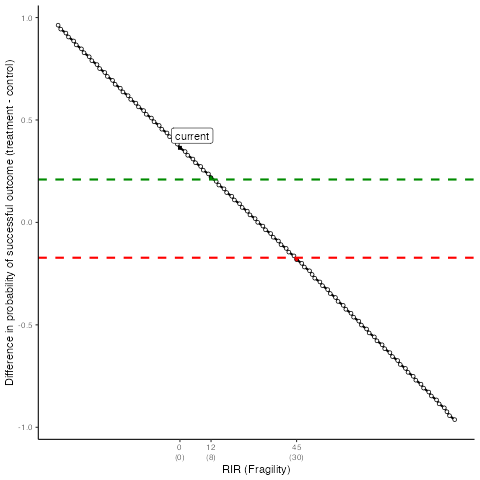 Difference in probability of successful outcome (treatment - control)
1.0
0.5
0.0
-0.5
-1.0
current
0 12 45
(0) (8) (30)
RIR (Fragility)